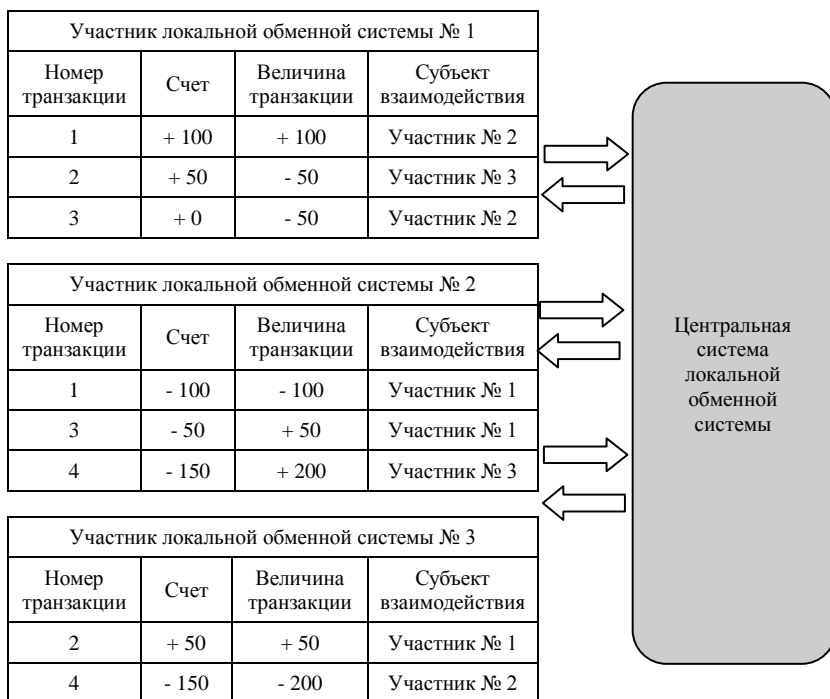 Участник локальной обменной системы № 1
Номер транзакции Счет Величина транзакции Субъект взаимодействия
1 + 100 + 100 Участник № 2
2 + 50 - 50 Участник № 3
3 + 0 - 50 Участник № 2
Участник локальной обменной системы № 2
Номер транзакции Счет Величина транзакции Субъект взаимодействия
1 - 100 - 100 Участник № 1
3 - 50 + 50 Участник № 1
4 - 150 + 200 Участник № 3
Участник локальной обменной системы № 3
Номер транзакции Счет Величина транзакции Субъект взаимодействия
2 + 50 + 50 Участник № 1
4 - 150 - 200 Участник № 2
Центральная
система
локальной
обменной
системы